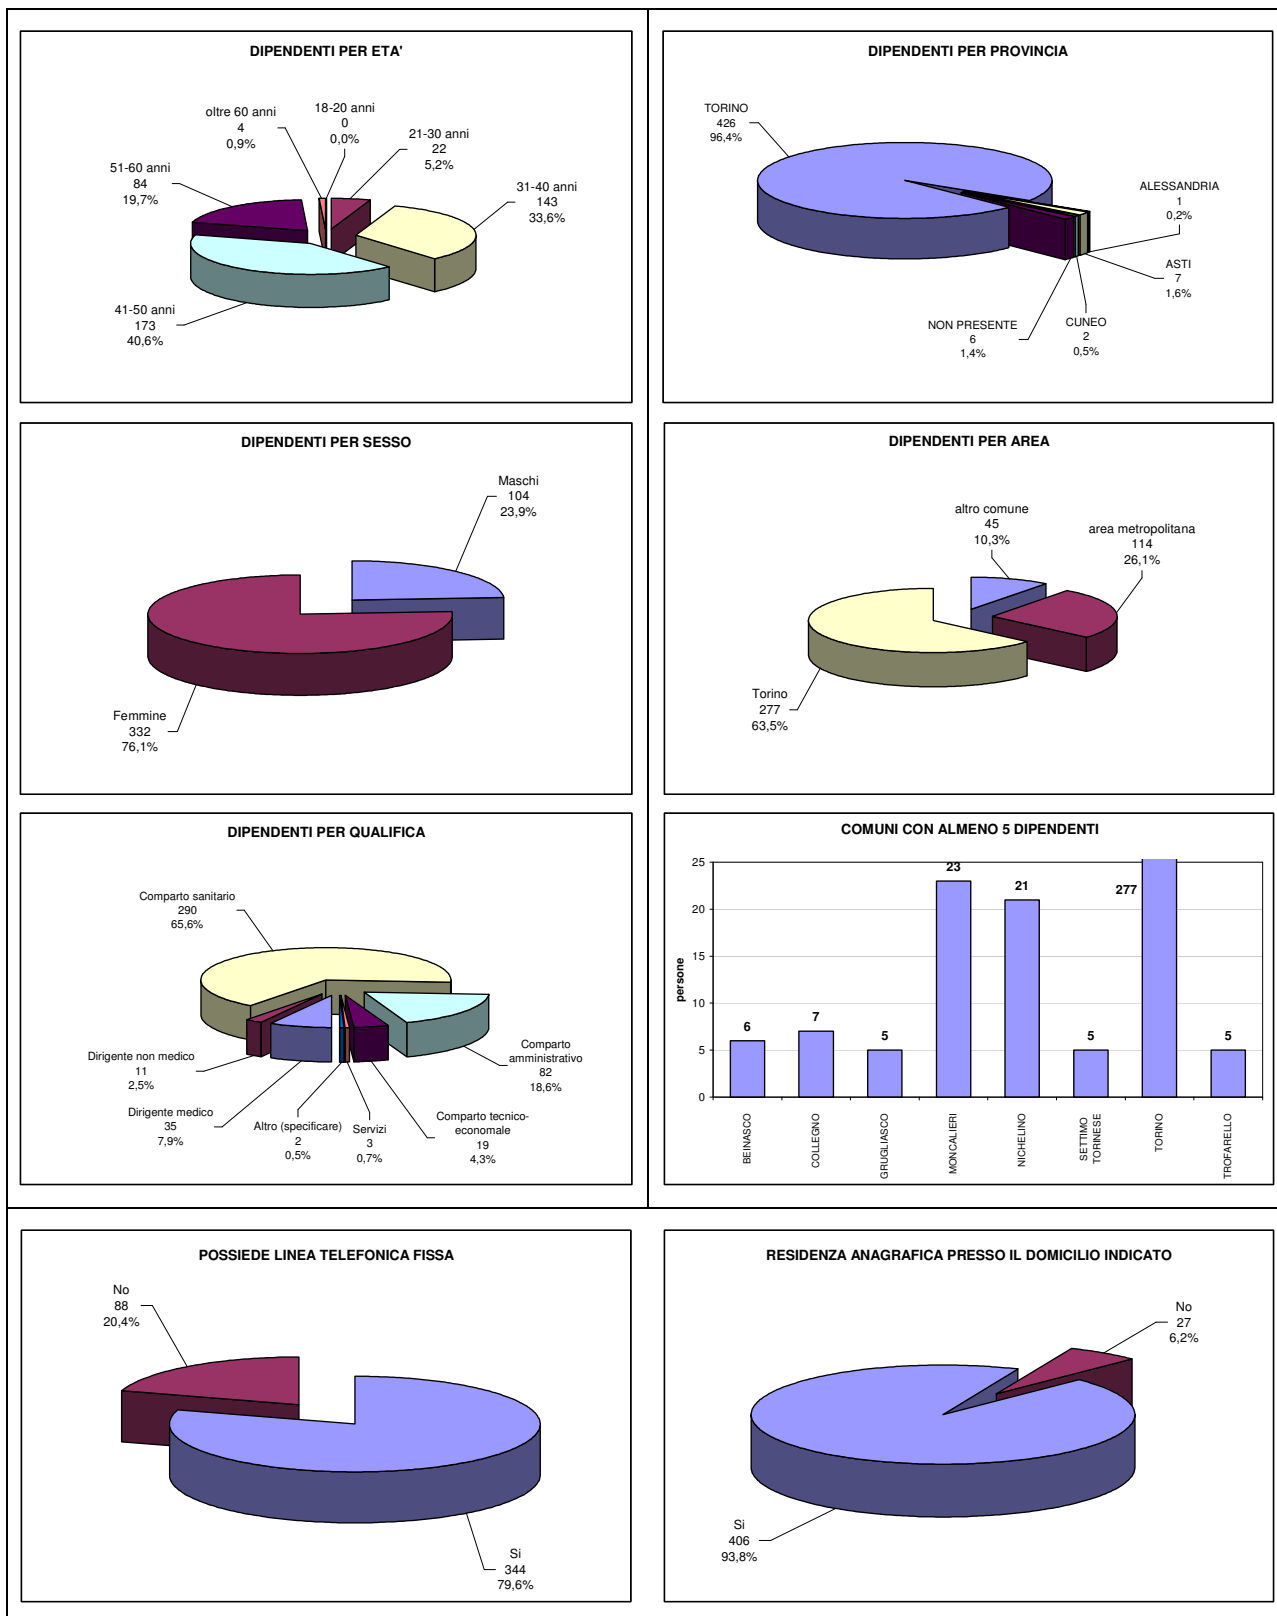 DIPENDENTI PER ETA'
oltre 60 anni
4
0,9%
18-20 anni
0
0,0%
21-30 anni
22
5,2%
51-60 anni
84
19,7%
31-40 anni
143
33,6%
41-50 anni
173
40,6%
DIPENDENTI PER PROVINCIA
TORINO
426
96,4%
ALESSANDRIA
1
0,2%
ASTI
7
1,6%
NON PRESENTE
6
1,4%
CUNEO
2
0,5%
DIPENDENTI PER SESSO
Maschi
104
23,9%
Femmine
332
76,1%
DIPENDENTI PER AREA
altro comune
45
10,3%
area metropolitana
114
26,1%
Torino
277
63,5%
DIPENDENTI PER QUALIFICA
Comparto sanitario
290
65,6%
Dirigente non medico
11
2,5%
Comparto
amministrativo
82
18,6%
Dirigente medico
35
7,9%
Altro (specificare)
2
0,5%
Servizi
3
0,7%
Comparto tecnico-
economale
19
4,3%
COMUNI CON ALMENO 5 DIPENDENTI
persone
25
20
15
10
5
0
6
7
5
23
21
5
277
5
BEINASCO
COLLEGNO
GRUGLIASCO
MONCALIERI
NICHELINO
SETTIMO
TORINESE
TORINO
TROFARELLO
POSSIEDE LINEA TELEFONICA FISSA
No
88
20,4%
Si
344
79,6%
RESIDENZA ANAGRAFICA PRESSO IL DOMICILIO INDICATO
No
27
6,2%
Si
406
93,8%